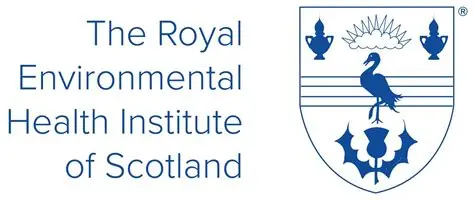 The Royal
Environmental
Health Institute
of Scotland
®